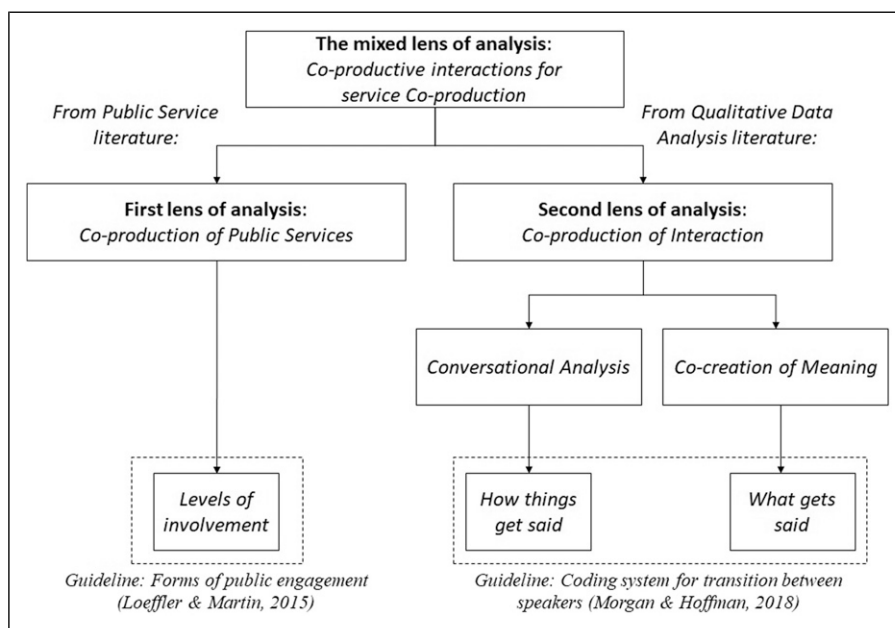 The mixed lens of analysis:
Co-productive interactions for
service Co-production
From Public Service
literature:
From Qualitative Data
Analysis literature:
First lens of analysis:
Co-production of Public Services
Second lens of analysis:
Co-production of Interaction
Conversational Analysis
Co-creation of Meaning
Levels of
involvement
How things
get said
What gets
said
Guideline: Forms of public engagement
(Loeffler & Martin, 2015)
Guideline: Coding system for transition between
speakers (Morgan & Hoffman, 2018)